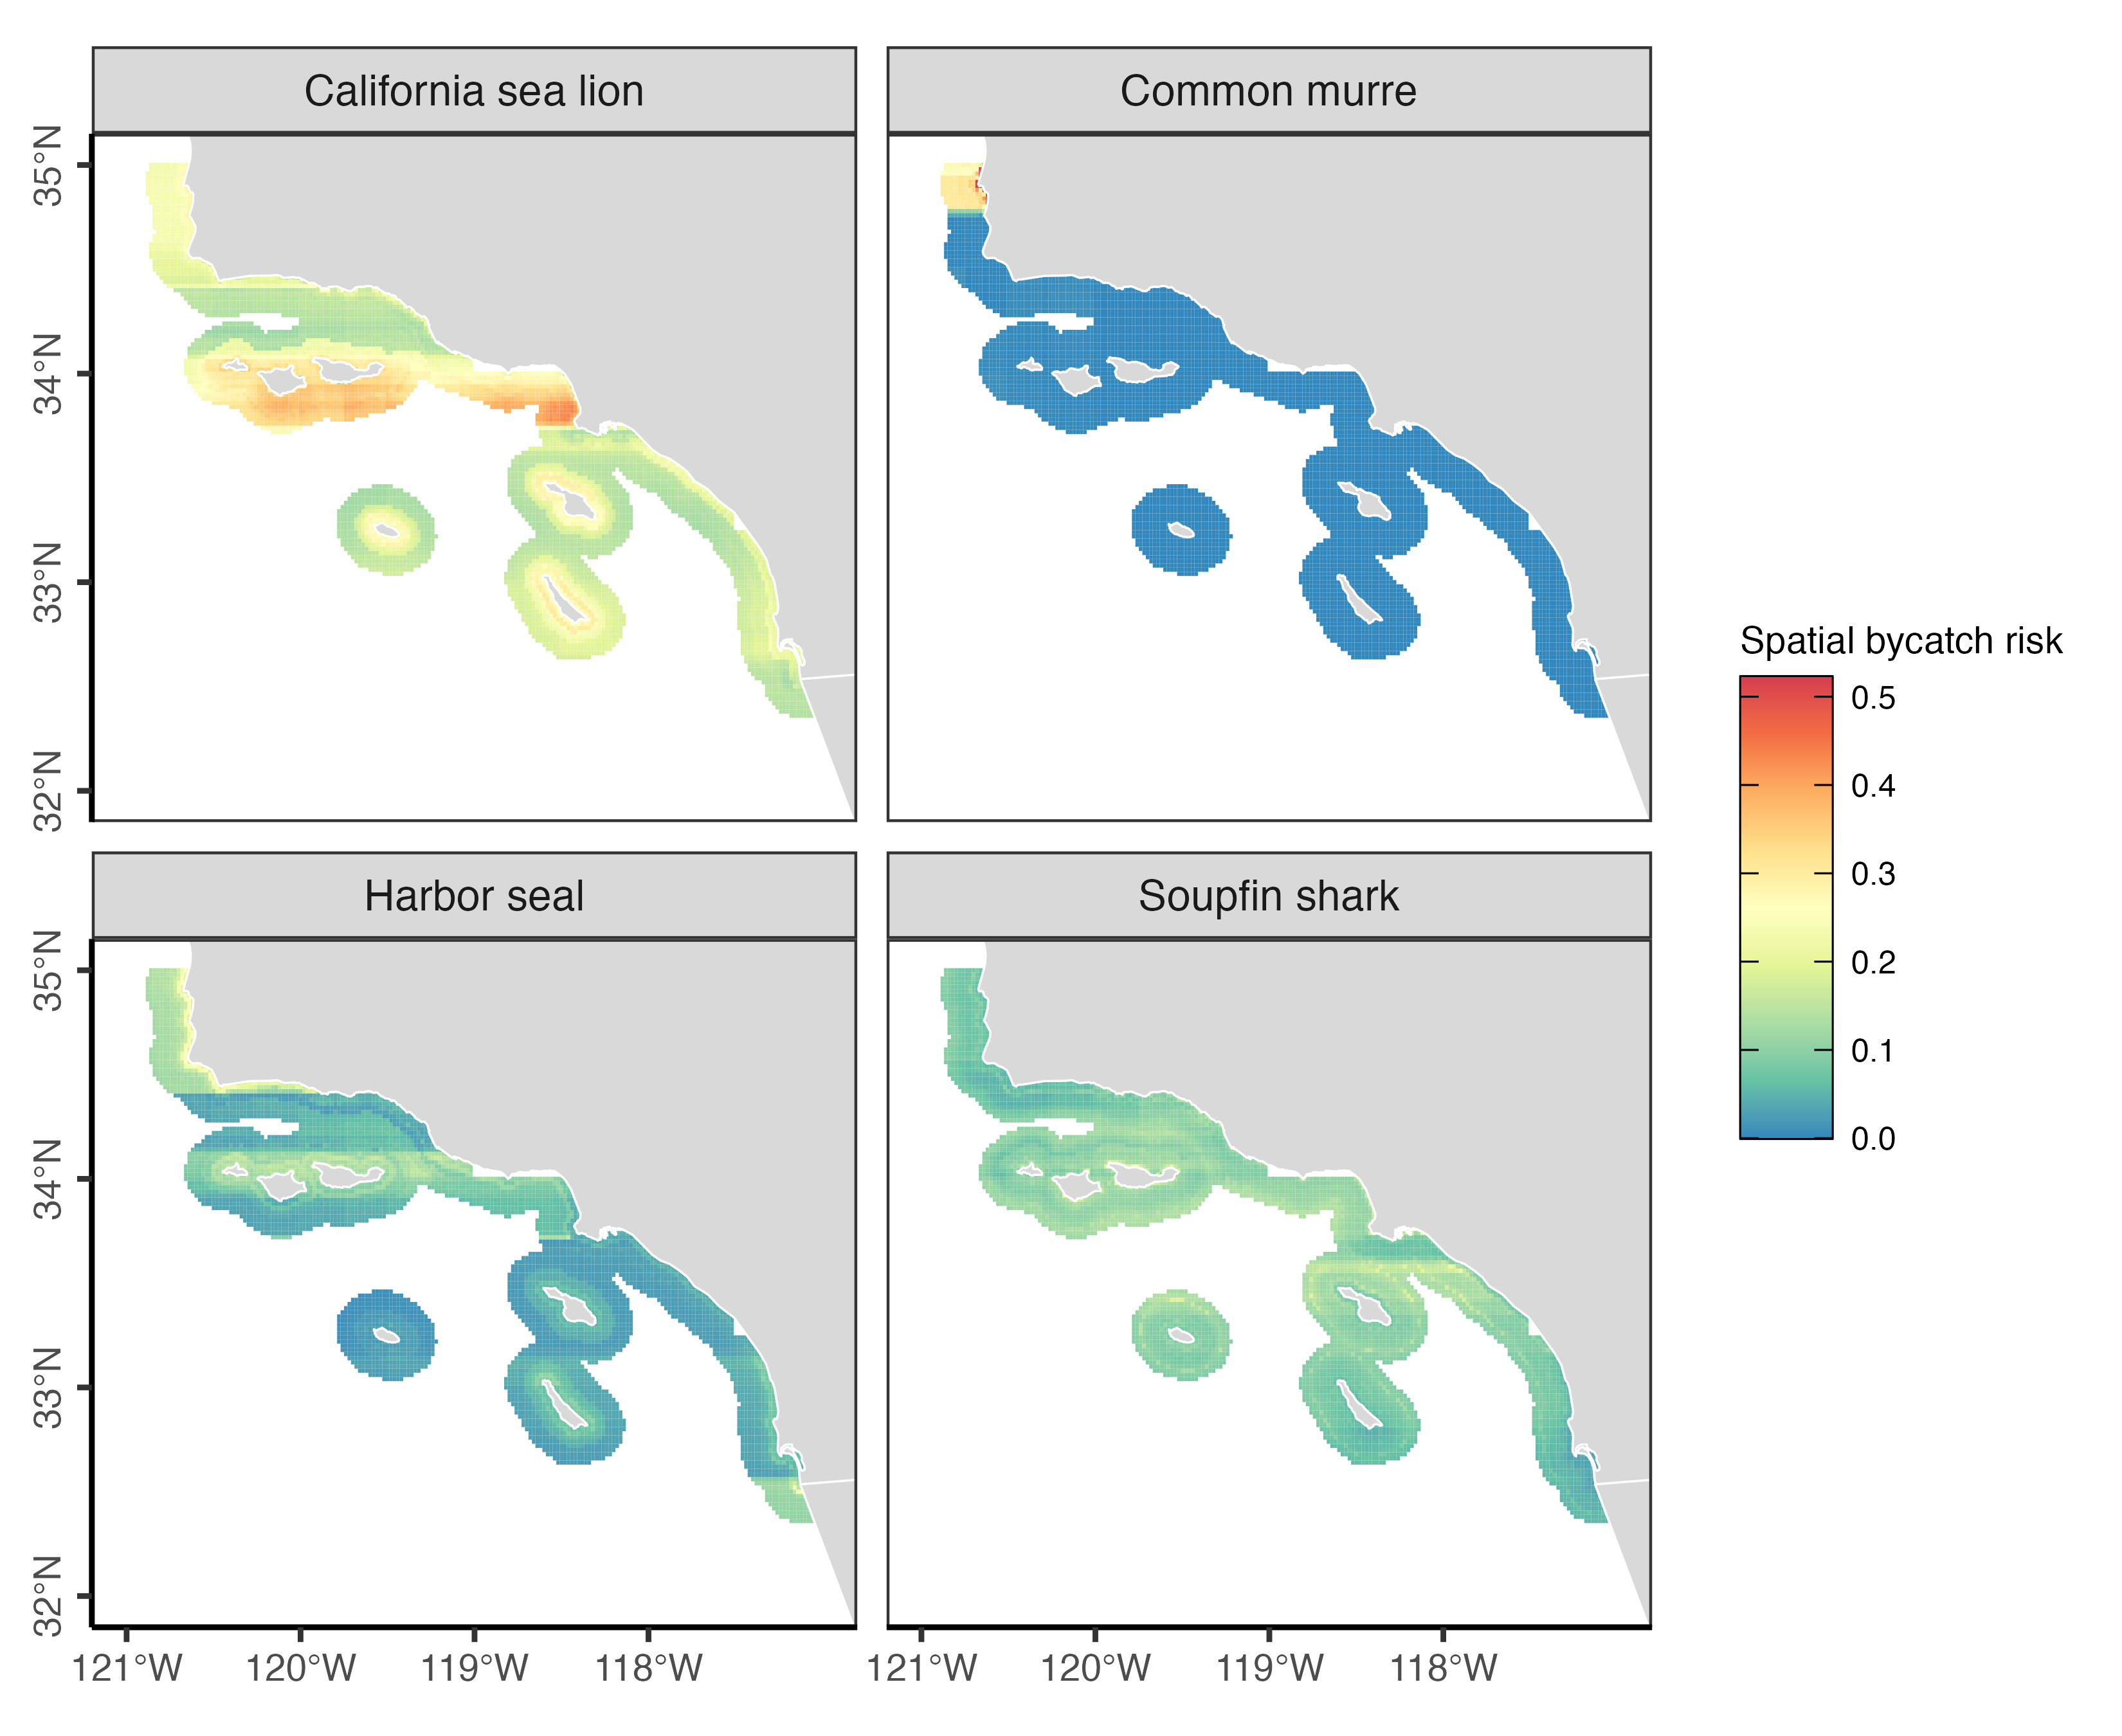 California sea lion
Common murre
35°N
34°N
33°N
32°N
Harbor seal
Soupfin shark
35°N
34°N
33°N
32°N
121°W
120°W
119°W
118°W
121°W
120°W
119°W
118°W
Spatial bycatch risk
0.5
0.4
0.3
0.2
0.1
0.0